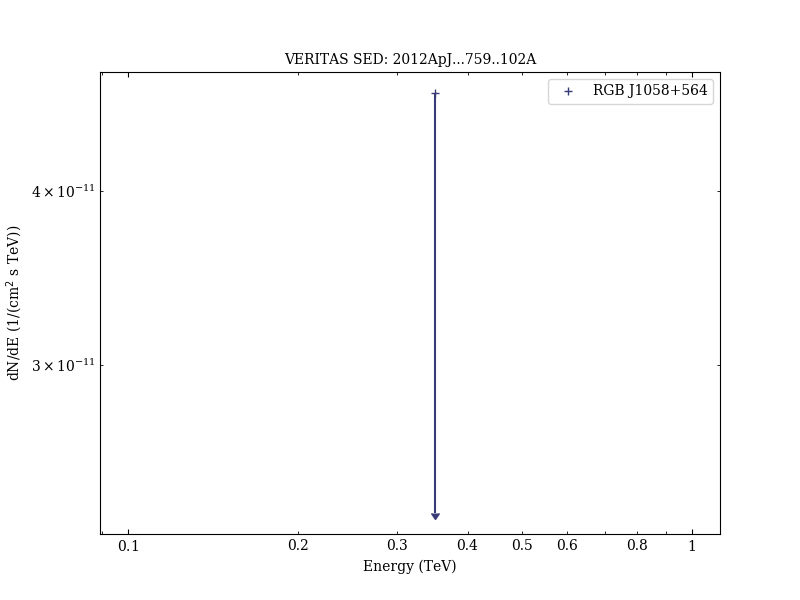 VERITAS SED: 2012ApJ...759..102A
RGB J1058+564
4×10⁻¹¹
3×10⁻¹¹
dN/dE (1/(cm² s TeV))
0.1 0.2 0.3 0.4 0.5 0.6 0.8 1
Energy (TeV)